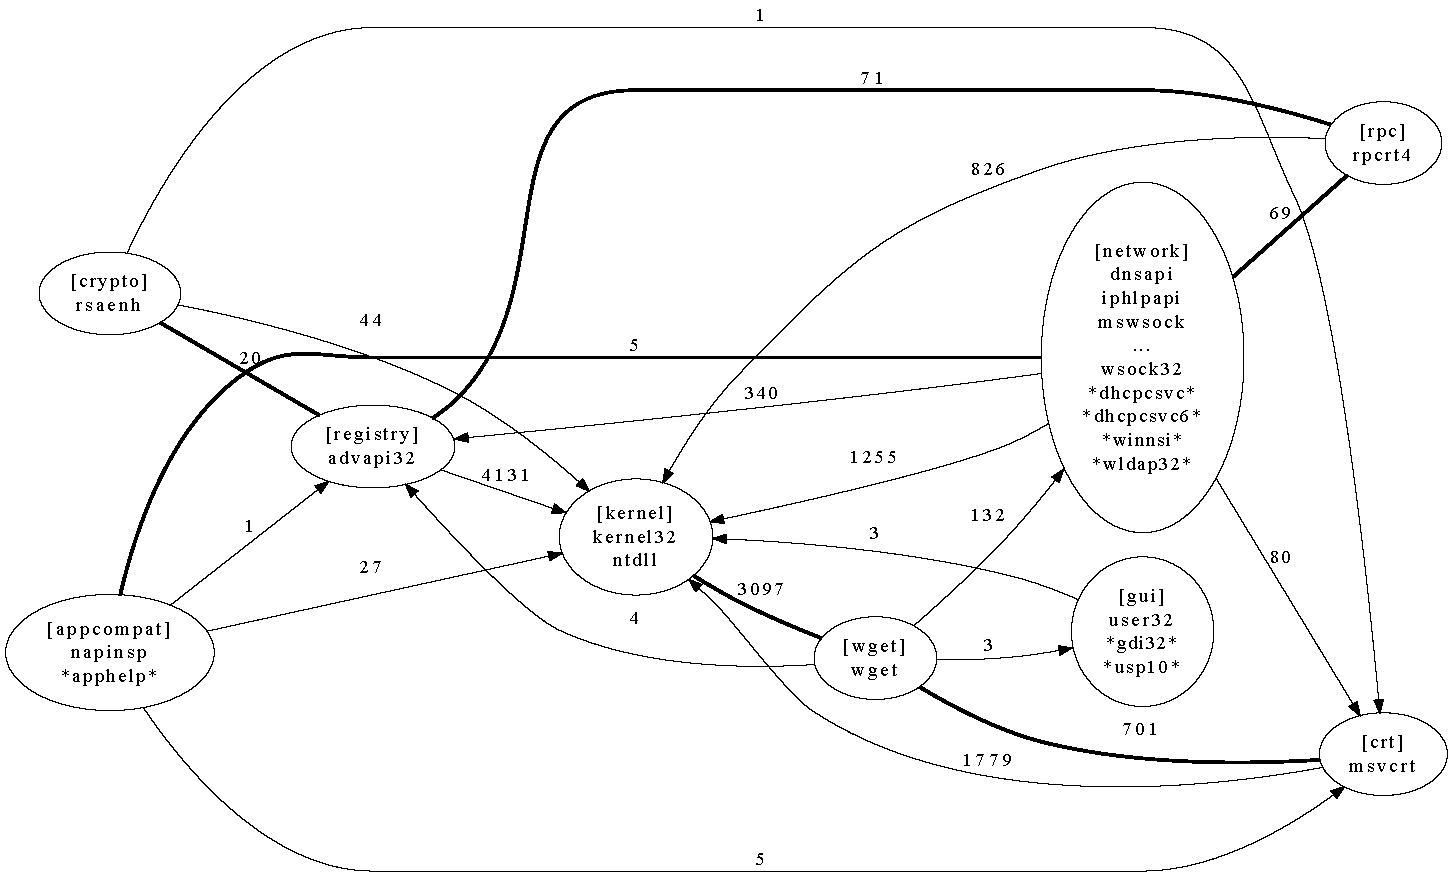 1
71
[rpc]
rpcrt4
826
69
[network]
dnsapi
iphlpapi
mswsock
...
wsock32
*dhcpcsvc*
*dhcpcsvc6*
*winnsi*
*wldap32*
[crypto]
rsaenh
44
20
5
340
[registry]
advapi32
4131
1255
[kernel]
kernel32
ntdll
132
3
1
27
80
3097
[gui]
user32
*gdi32*
*usp10*
4
[wget]
wget
3
[appcompat]
napinsp
*apphelp*
701
1779
[crt]
msvcrt
5